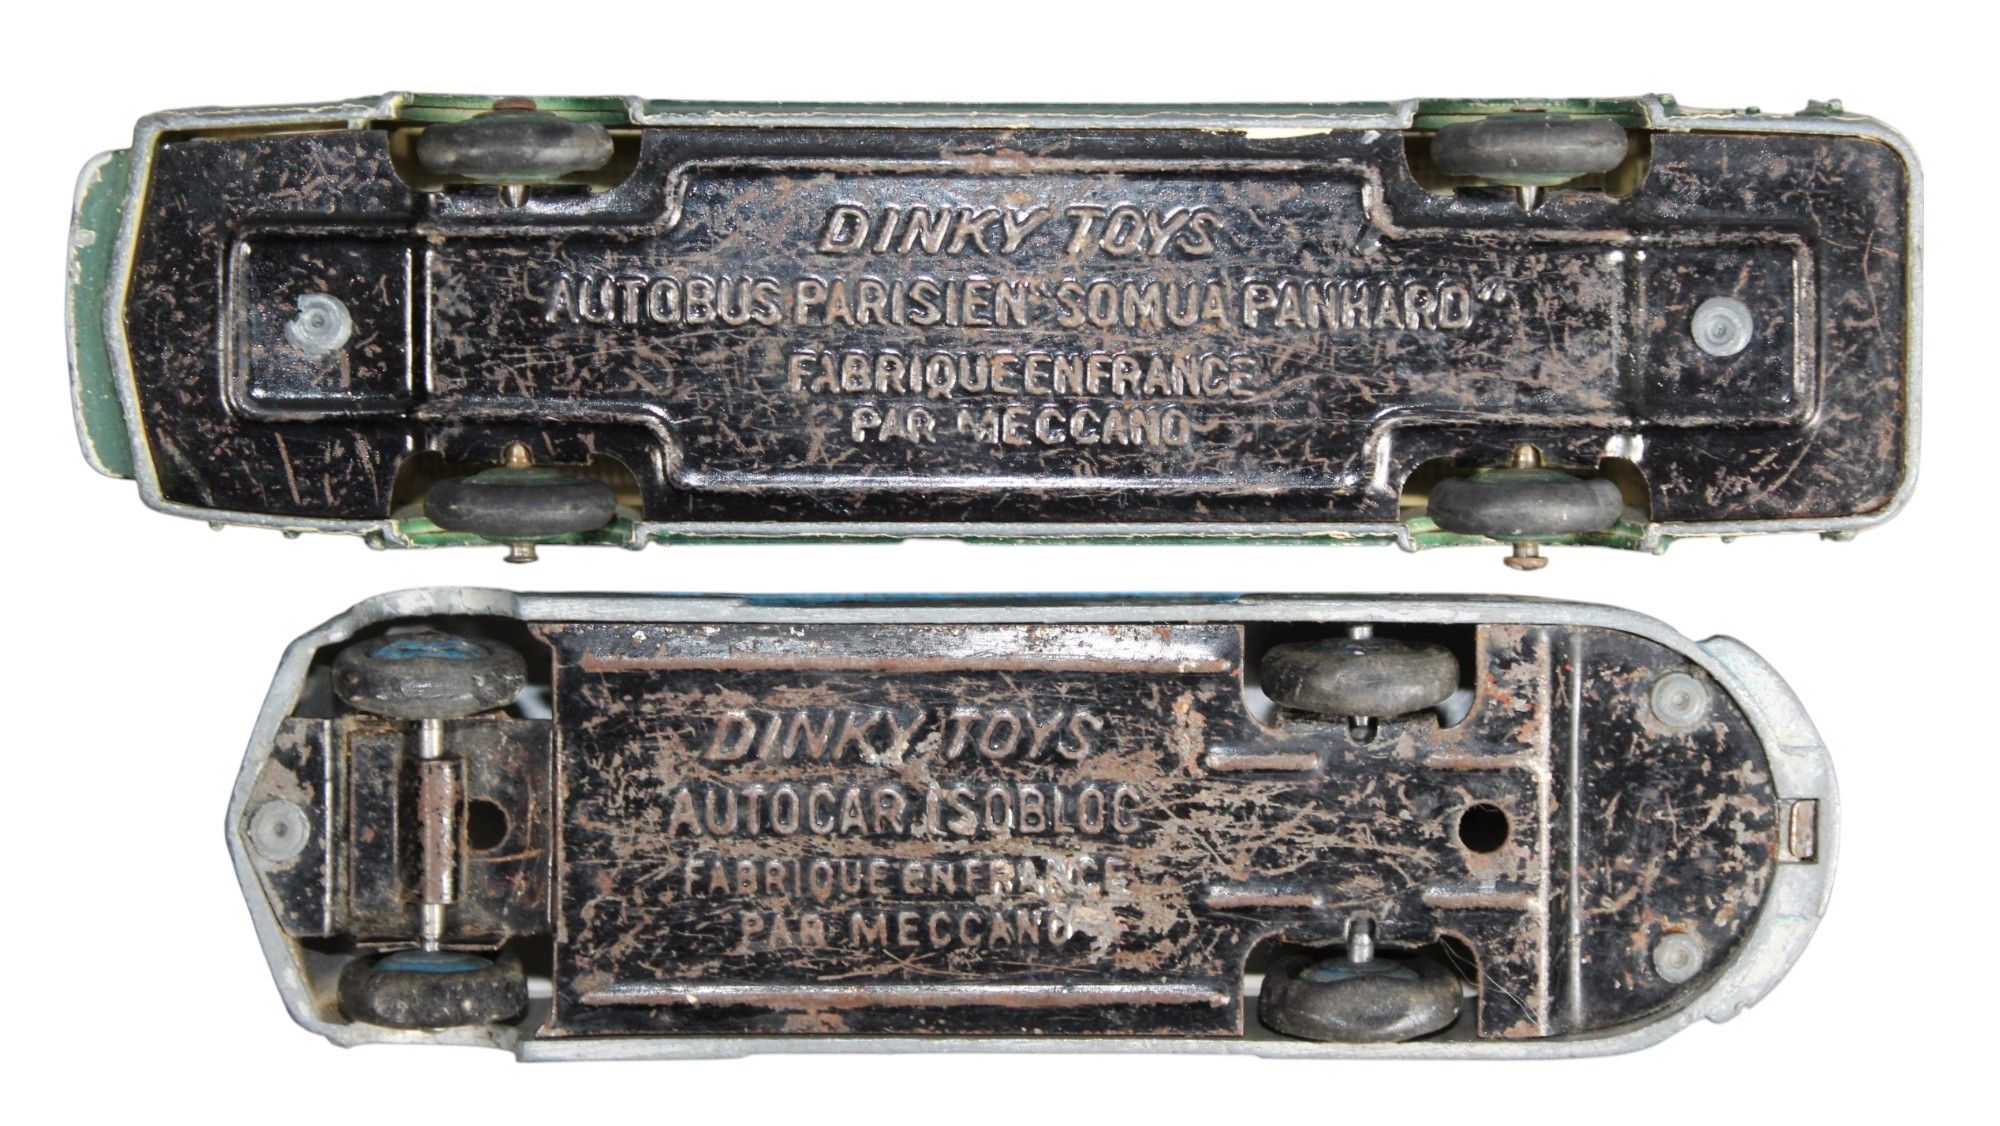 DINKY TOYS
AUTOBUS PARISIEN "SOMUA PANHARD"
FABRIQUE EN FRANCE
PAR MECCANO
DINKY TOYS
AUTOCAR ISOBLOC
FABRIQUE EN FRANCE
PAR MECCANO